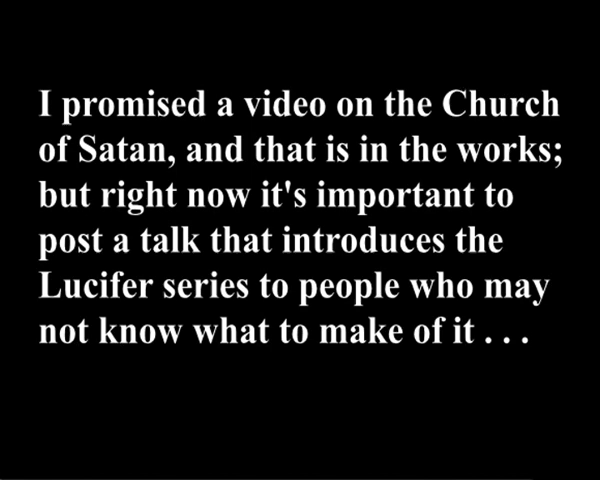 I promised a video on the Church
of Satan, and that is in the works;
but right now it's important to
post a talk that introduces the
Lucifer series to people who may
not know what to make of it . . .